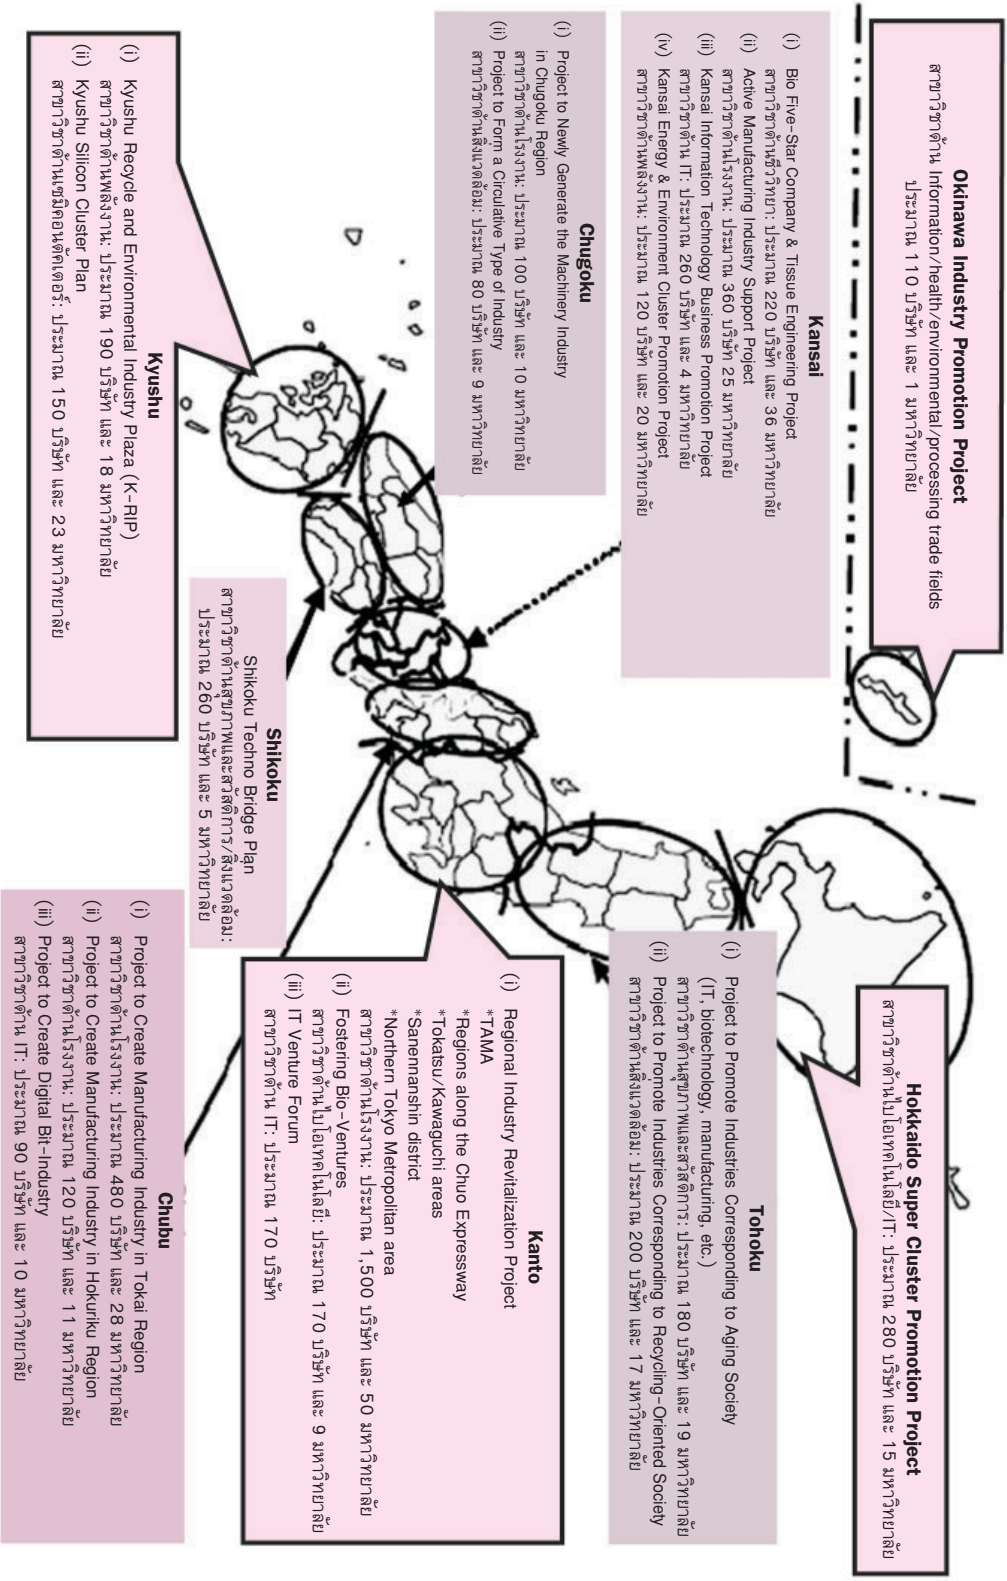 Okinawa Industry Promotion Project
สาขาวิชาด้าน Information/health/environmental/processing trade fields
ประมาณ 110 บริษัท และ 1 มหาวิทยาลัย
Hokkaido Super Cluster Promotion Project
สาขาวิชาด้านไบโอเทคโนโลยี/IT: ประมาณ 280 บริษัท และ 15 มหาวิทยาลัย
Kansai
(i) Bio Five-Star Company & Tissue Engineering Project
สาขาวิชาด้านชีววิทยา: ประมาณ 220 บริษัท และ 36 มหาวิทยาลัย
(ii) Active Manufacturing Industry Support Project
สาขาวิชาด้านโรงงาน: ประมาณ 360 บริษัท 25 มหาวิทยาลัย
(iii) Kansai Information Technology Business Promotion Project
สาขาวิชาด้าน IT: ประมาณ 260 บริษัท และ 4 มหาวิทยาลัย
(iv) Kansai Energy & Environment Cluster Promotion Project
สาขาวิชาด้านพลังงาน: ประมาณ 120 บริษัท และ 20 มหาวิทยาลัย
Tohoku
(i) Project to Promote Industries Corresponding to Aging Society
(IT, biotechnology, manufacturing, etc.)
สาขาวิชาด้านสุขภาพและสวัสดิการ: ประมาณ 180 บริษัท และ 19 มหาวิทยาลัย
(ii) Project to Promote Industries Corresponding to Recycling-Oriented Society
สาขาวิชาด้านสิ่งแวดล้อม: ประมาณ 200 บริษัท และ 17 มหาวิทยาลัย
Chugoku
(i) Project to Newly Generate the Machinery Industry
in Chugoku Region
สาขาวิชาด้านโรงงาน: ประมาณ 100 บริษัท และ 10 มหาวิทยาลัย
(ii) Project to Form a Circulative Type of Industry
สาขาวิชาด้านสิ่งแวดล้อม: ประมาณ 80 บริษัท และ 9 มหาวิทยาลัย
Kanto
(i) Regional Industry Revitalization Project
*TAMA
*Regions along the Chuo Expressway
*Tokatsu/Kawaguchi areas
*Sanennanshin district
*Northern Tokyo Metropolitan area
สาขาวิชาด้านโรงงาน: ประมาณ 1,500 บริษัท และ 50 มหาวิทยาลัย
(ii) Fostering Bio-Ventures
สาขาวิชาด้านไบโอเทคโนโลยี: ประมาณ 170 บริษัท และ 9 มหาวิทยาลัย
(iii) IT Venture Forum
สาขาวิชาด้าน IT: ประมาณ 170 บริษัท
Shikoku
Shikoku Techno Bridge Plan
สาขาวิชาด้านสุขภาพและสวัสดิการ/สิ่งแวดล้อม:
ประมาณ 260 บริษัท และ 5 มหาวิทยาลัย
Kyushu
(i) Kyushu Recycle and Environmental Industry Plaza (K-RIP)
สาขาวิชาด้านพลังงาน: ประมาณ 190 บริษัท และ 18 มหาวิทยาลัย
(ii) Kyushu Silicon Cluster Plan
สาขาวิชาด้านเซมิคอนดัคเตอร์: ประมาณ 150 บริษัท และ 23 มหาวิทยาลัย
Chubu
(i) Project to Create Manufacturing Industry in Tokai Region
สาขาวิชาด้านโรงงาน: ประมาณ 480 บริษัท และ 28 มหาวิทยาลัย
(ii) Project to Create Manufacturing Industry in Hokuriku Region
สาขาวิชาด้านโรงงาน: ประมาณ 120 บริษัท และ 11 มหาวิทยาลัย
(iii) Project to Create Digital Bit-Industry
สาขาวิชาด้าน IT: ประมาณ 90 บริษัท และ 10 มหาวิทยาลัย